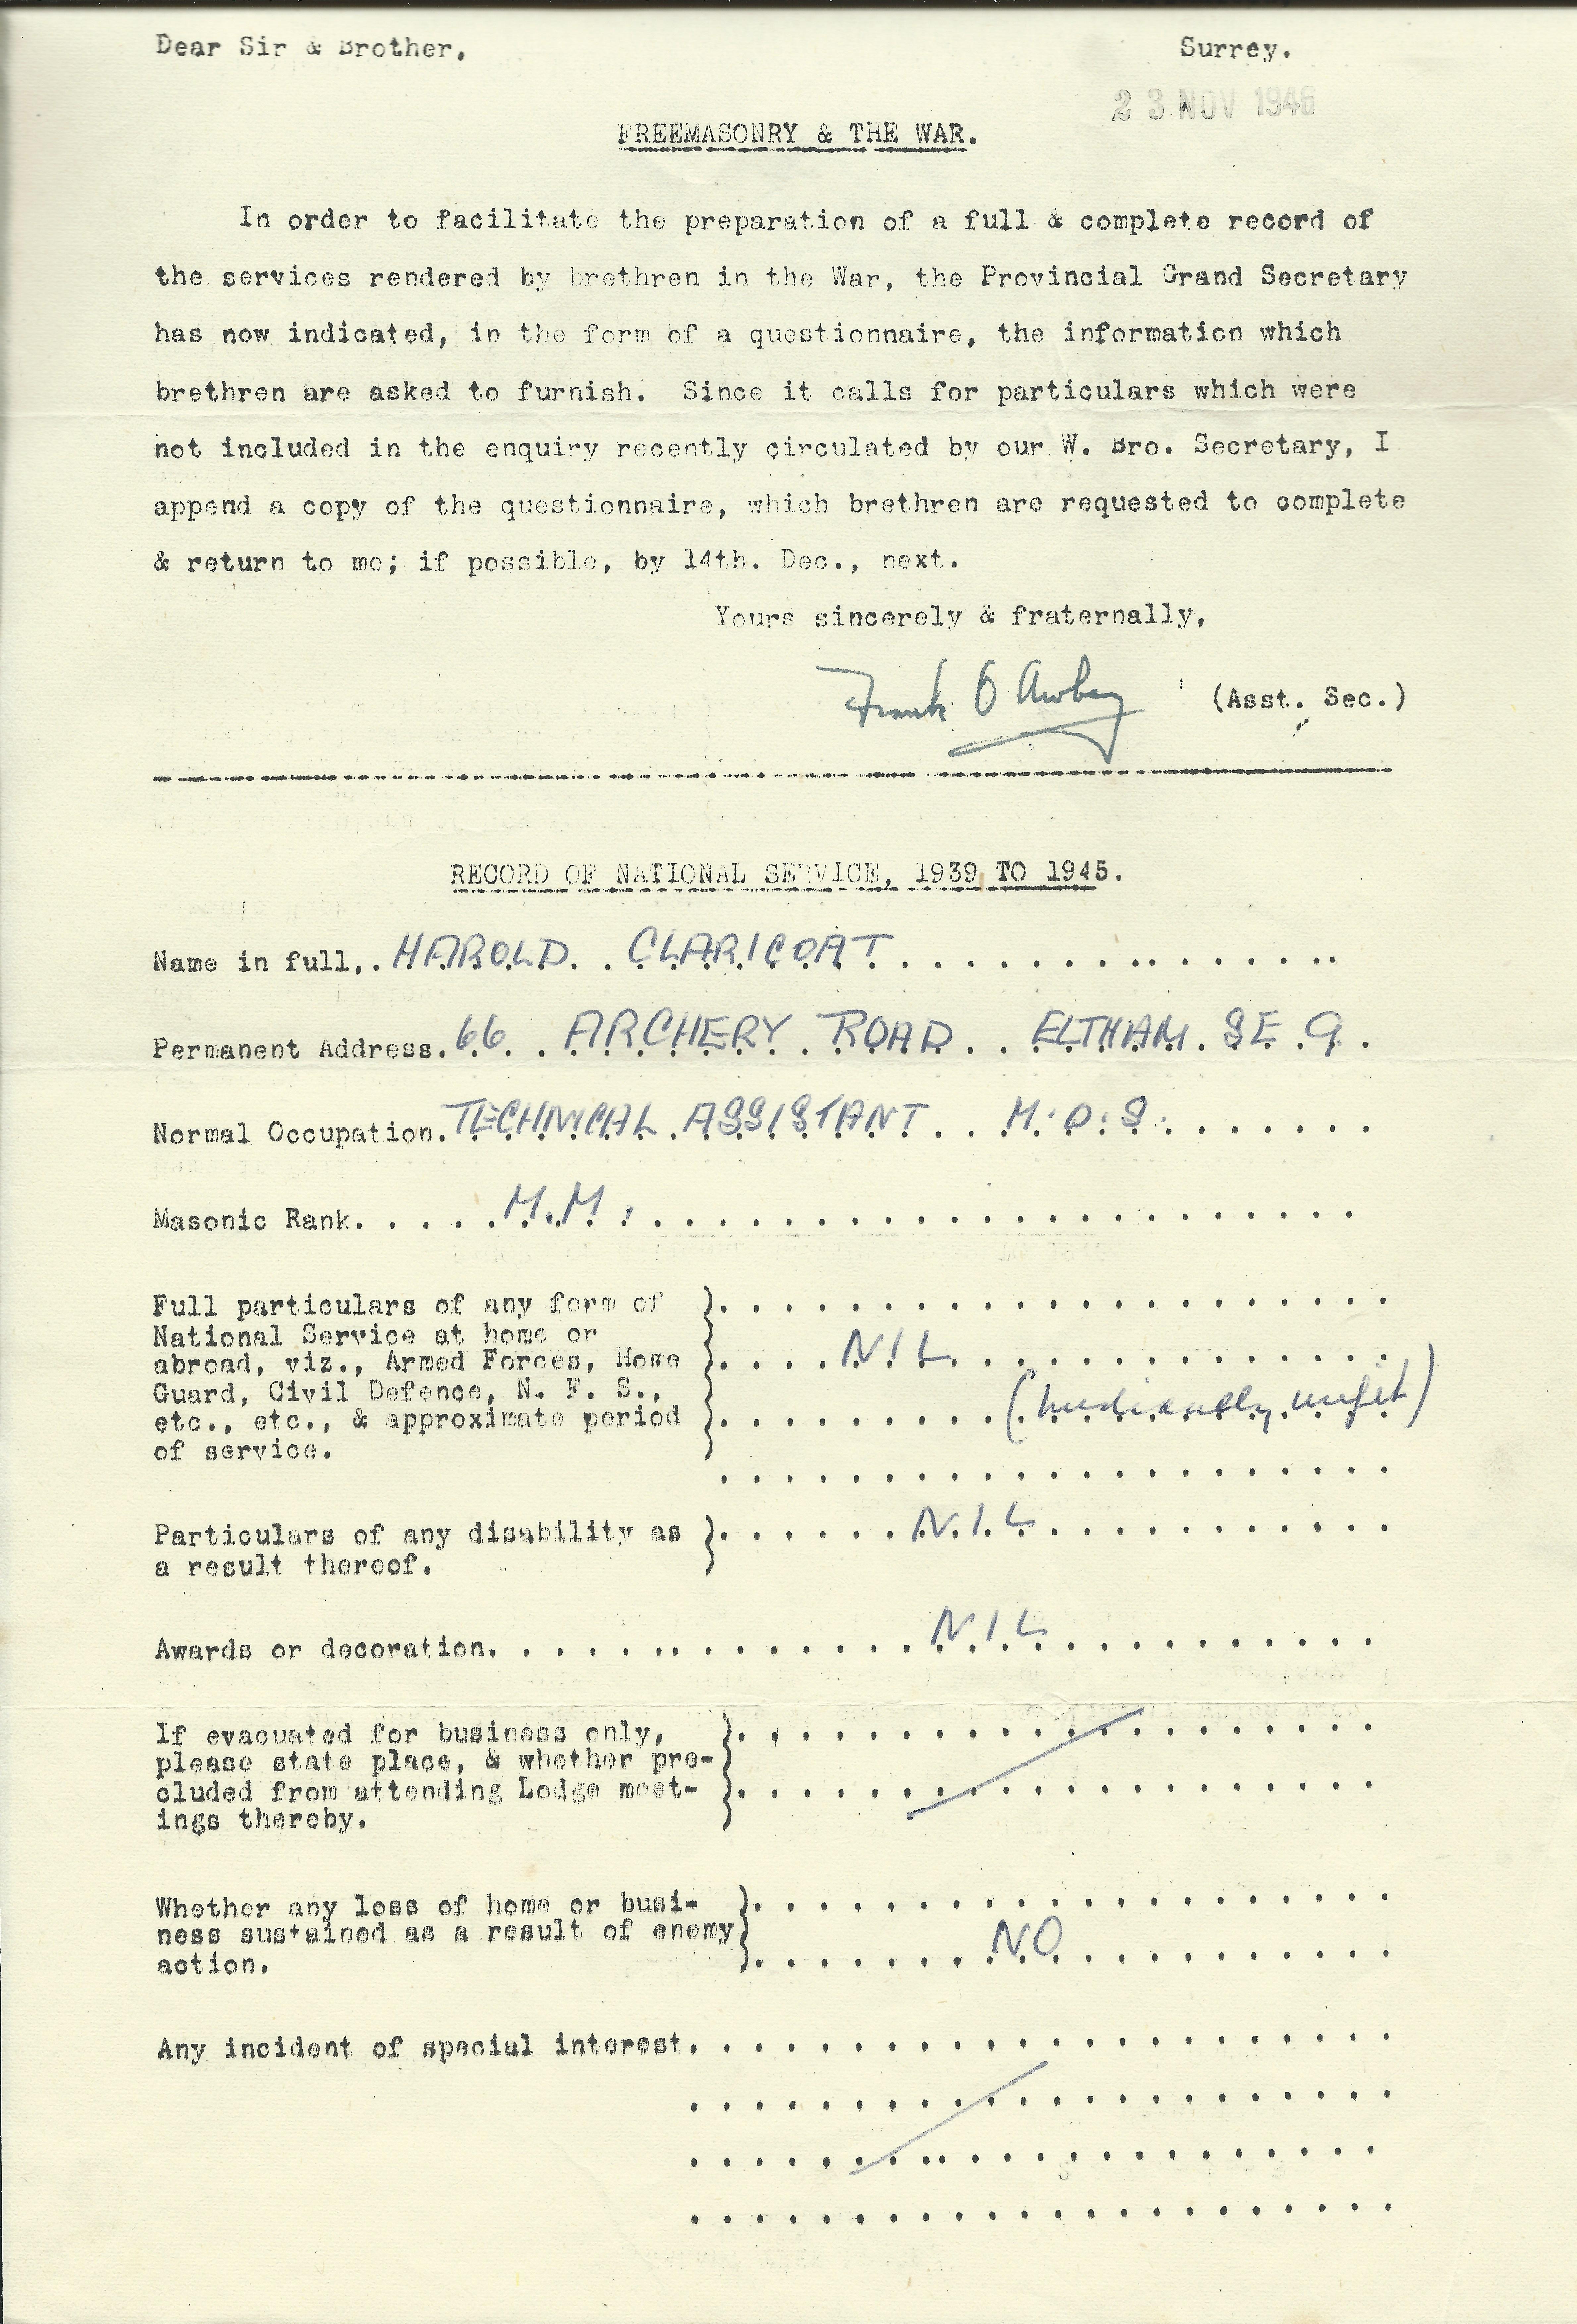 Dear Sir & Brother,
Surrey.
23 NOV 1946
FREEMASONRY & THE WAR.
In order to facilitate the preparation of a full & complete record of
the services rendered by brethren in the War, the Provincial Grand Secretary
has now indicated, in the form of a questionnaire, the information which
brethren are asked to furnish. Since it calls for particulars which were
not included in the enquiry recently circulated by our W. Bro. Secretary, I
append a copy of the questionnaire, which brethren are requested to complete
& return to me; if possible, by 14th. Dec., next.
Yours sincerely & fraternally,
Frank O Awbery (Asst. Sec.)
RECORD OF NATIONAL SERVICE, 1939 TO 1945.
Name in full,. HAROLD CLARICOAT
Permanent Address. 66 ARCHERY ROAD ELTHAM SE 9.
Normal Occupation. TECHNICAL ASSISTANT M.O.S.
Masonic Rank. M.M.
Full particulars of any form of
National Service at home or
abroad, viz., Armed Forces, Home
Guard, Civil Defence, N. F. S.,
etc., etc., & approximate period
of service.
NIL
(medically unfit)
Particulars of any disability as
a result thereof.
NIL
Awards or decoration. NIL
If evacuated for business only,
please state place, & whether pre-
cluded from attending Lodge meet-
ings thereby.
Whether any loss of home or busi-
ness sustained as a result of enemy
action.
NO
Any incident of special interest.